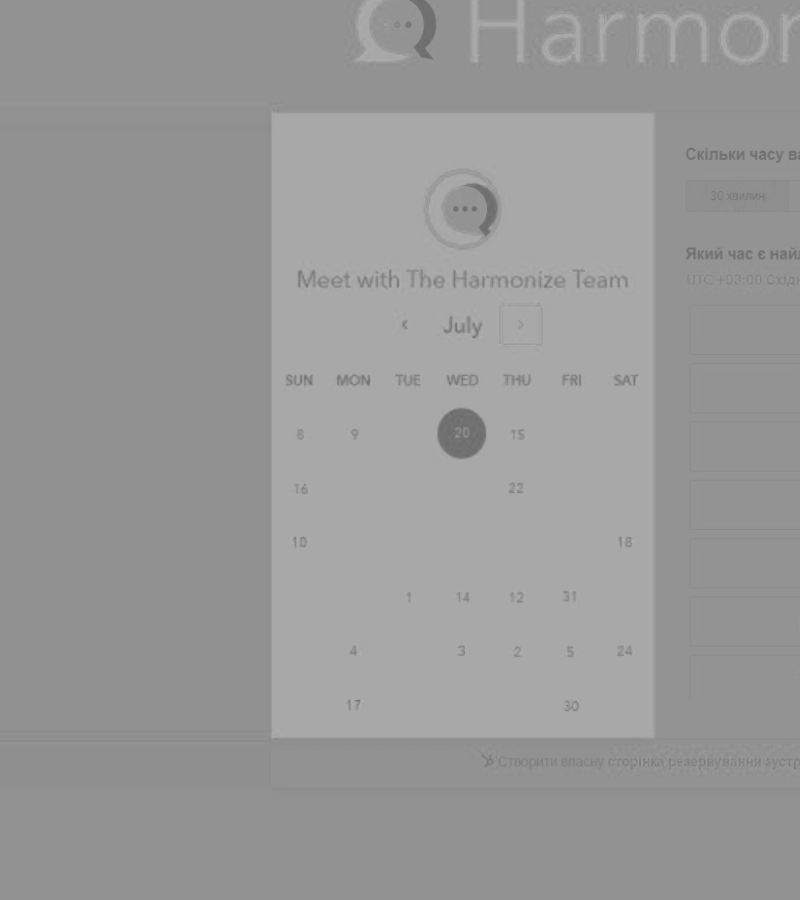 Harmon
Скільки часу ва
30 хвилин
Який час є най
UTC +03:00 Східн
Meet with The Harmonize Team
July
SUN MON TUE WED THU FRI SAT
8 9 20 15
16 22
10 18
1 14 12 31
4 3 2 5 24
17 30
Створити власну сторінка резервування зустр